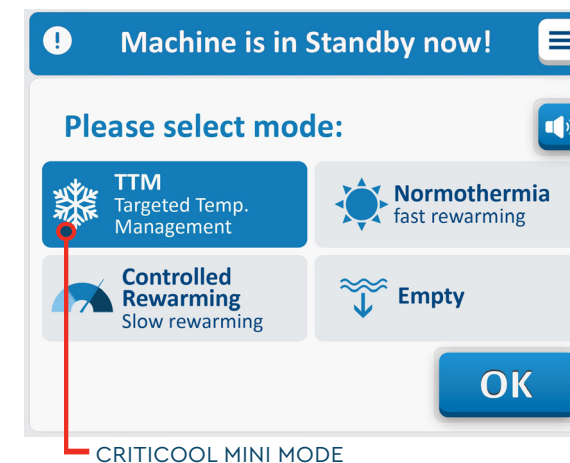 Machine is in Standby now!
Please select mode:
TTM
Targeted Temp.
Management
Normothermia
fast rewarming
Controlled
Rewarming
Slow rewarming
Empty
OK
CRITICOOL MINI MODE